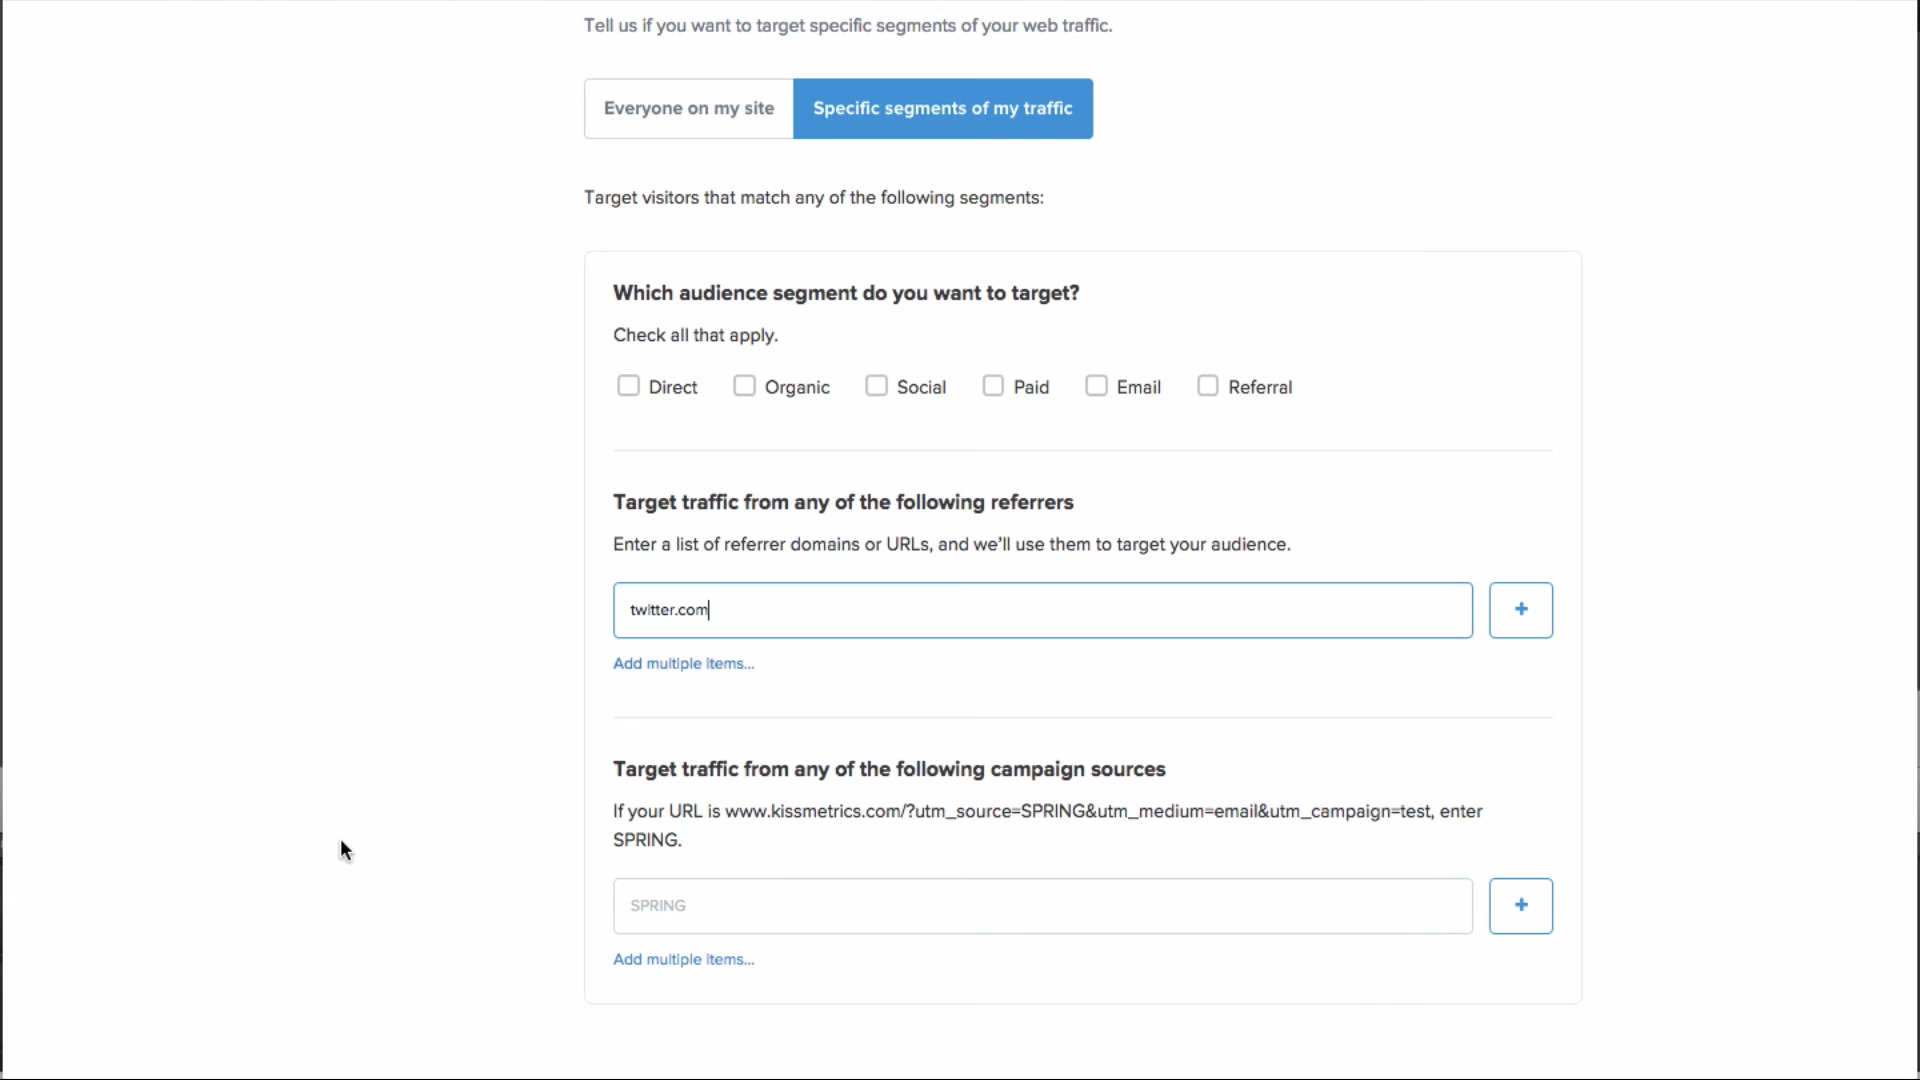 Tell us if you want to target specific segments of your web traffic.
Everyone on my site
Specific segments of my traffic
Target visitors that match any of the following segments:
Which audience segment do you want to target?
Check all that apply.
Direct Organic Social Paid Email Referral
Target traffic from any of the following referrers
Enter a list of referrer domains or URLs, and we'll use them to target your audience.
twitter.com
+
Add multiple items...
Target traffic from any of the following campaign sources
If your URL is www.kissmetrics.com/?utm_source=SPRING&utm_medium=email&utm_campaign=test, enter
SPRING.
SPRING
+
Add multiple items...